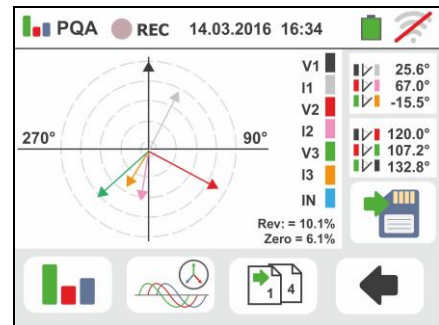 PQA REC 14.03.2016 16:34
270° 90°
V1
I1
V2
I2
V3
I3
IN
Rev: = 10.1%
Zero = 6.1%
25.6°
67.0°
-15.5°
120.0°
107.2°
132.8°
1 4